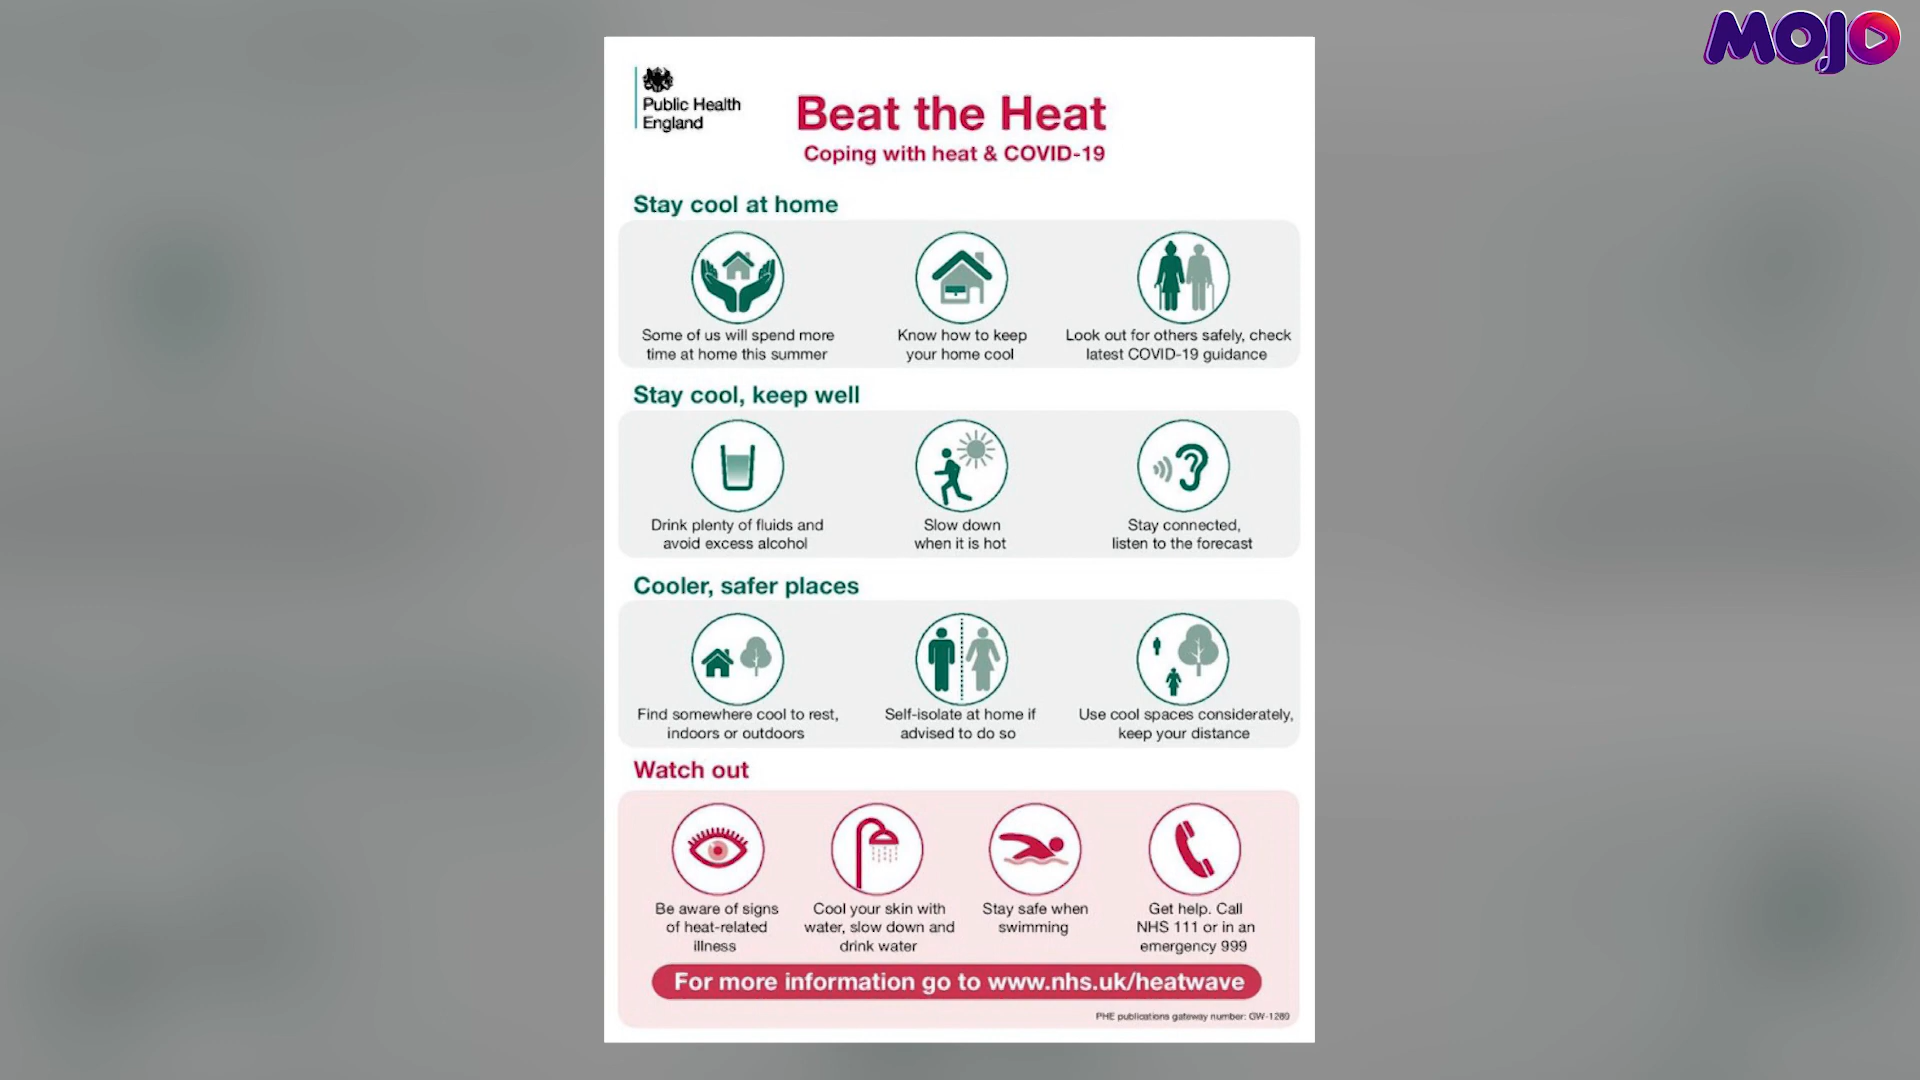 MOJO
Public Health
England
Beat the Heat
Coping with heat & COVID-19
Stay cool at home
Some of us will spend more
time at home this summer
Know how to keep
your home cool
Look out for others safely, check
latest COVID-19 guidance
Stay cool, keep well
Drink plenty of fluids and
avoid excess alcohol
Slow down
when it is hot
Stay connected,
listen to the forecast
Cooler, safer places
Find somewhere cool to rest,
indoors or outdoors
Self-isolate at home if
advised to do so
Use cool spaces considerately,
keep your distance
Watch out
Be aware of signs
of heat-related
illness
Cool your skin with
water, slow down and
drink water
Stay safe when
swimming
Get help. Call
NHS 111 or in an
emergency 999
For more information go to www.nhs.uk/heatwave
PHE publications gateway number: GW-1280